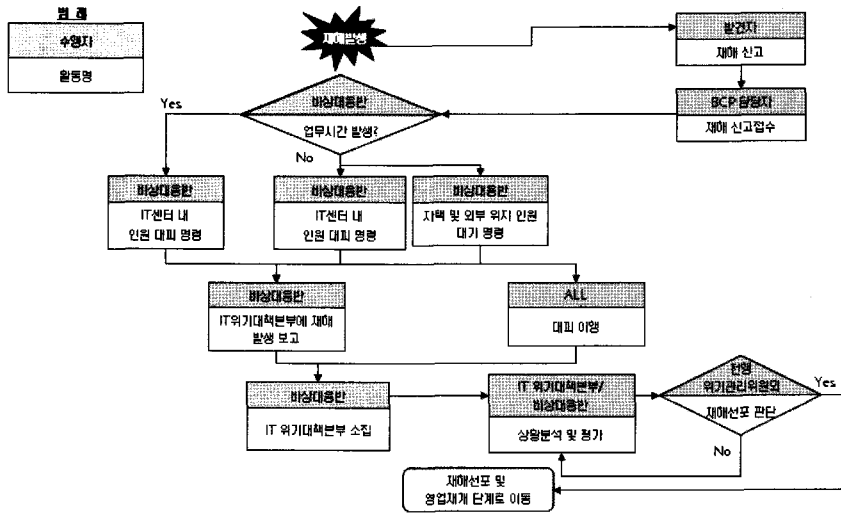 범 례
수행자
활동명
재해발생
발견자
재해 신고
BCP 담당자
재해 신고접수
비상대응반
업무시간 발생?
Yes
No
비상대응반
IT센터 내
인원 대피 명령
비상대응반
IT센터 내
인원 대피 명령
비상대응반
자택 및 외부 위치 인원
대기 명령
비상대응반
IT위기대책본부에 재해
발생 보고
ALL
대피 이행
비상대응반
IT 위기대책본부 소집
IT 위기대책본부/
비상대응반
상황분석 및 평가
은행
위기관리위원회
재해선포 판단
Yes
No
재해선포 및
영업재개 단계로 이동